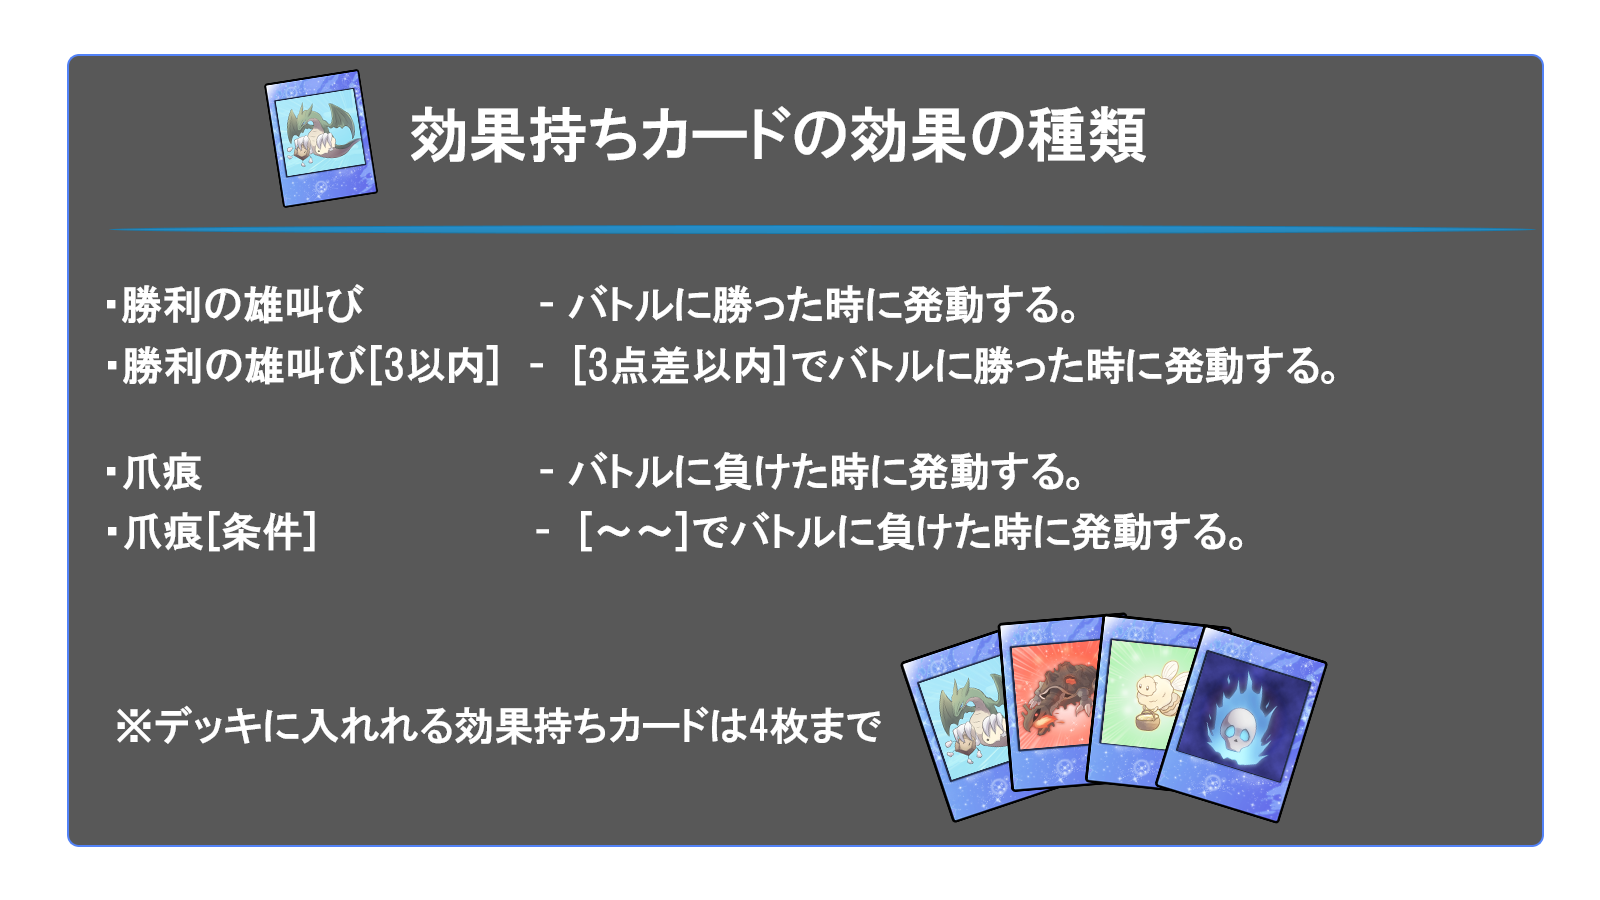 効果持ちカードの効果の種類
・勝利の雄叫び - バトルに勝った時に発動する。
・勝利の雄叫び[3以内] - [3点差以内]でバトルに勝った時に発動する。
・爪痕 - バトルに負けた時に発動する。
・爪痕[条件] - [～～]でバトルに負けた時に発動する。
※デッキに入れれる効果持ちカードは4枚まで